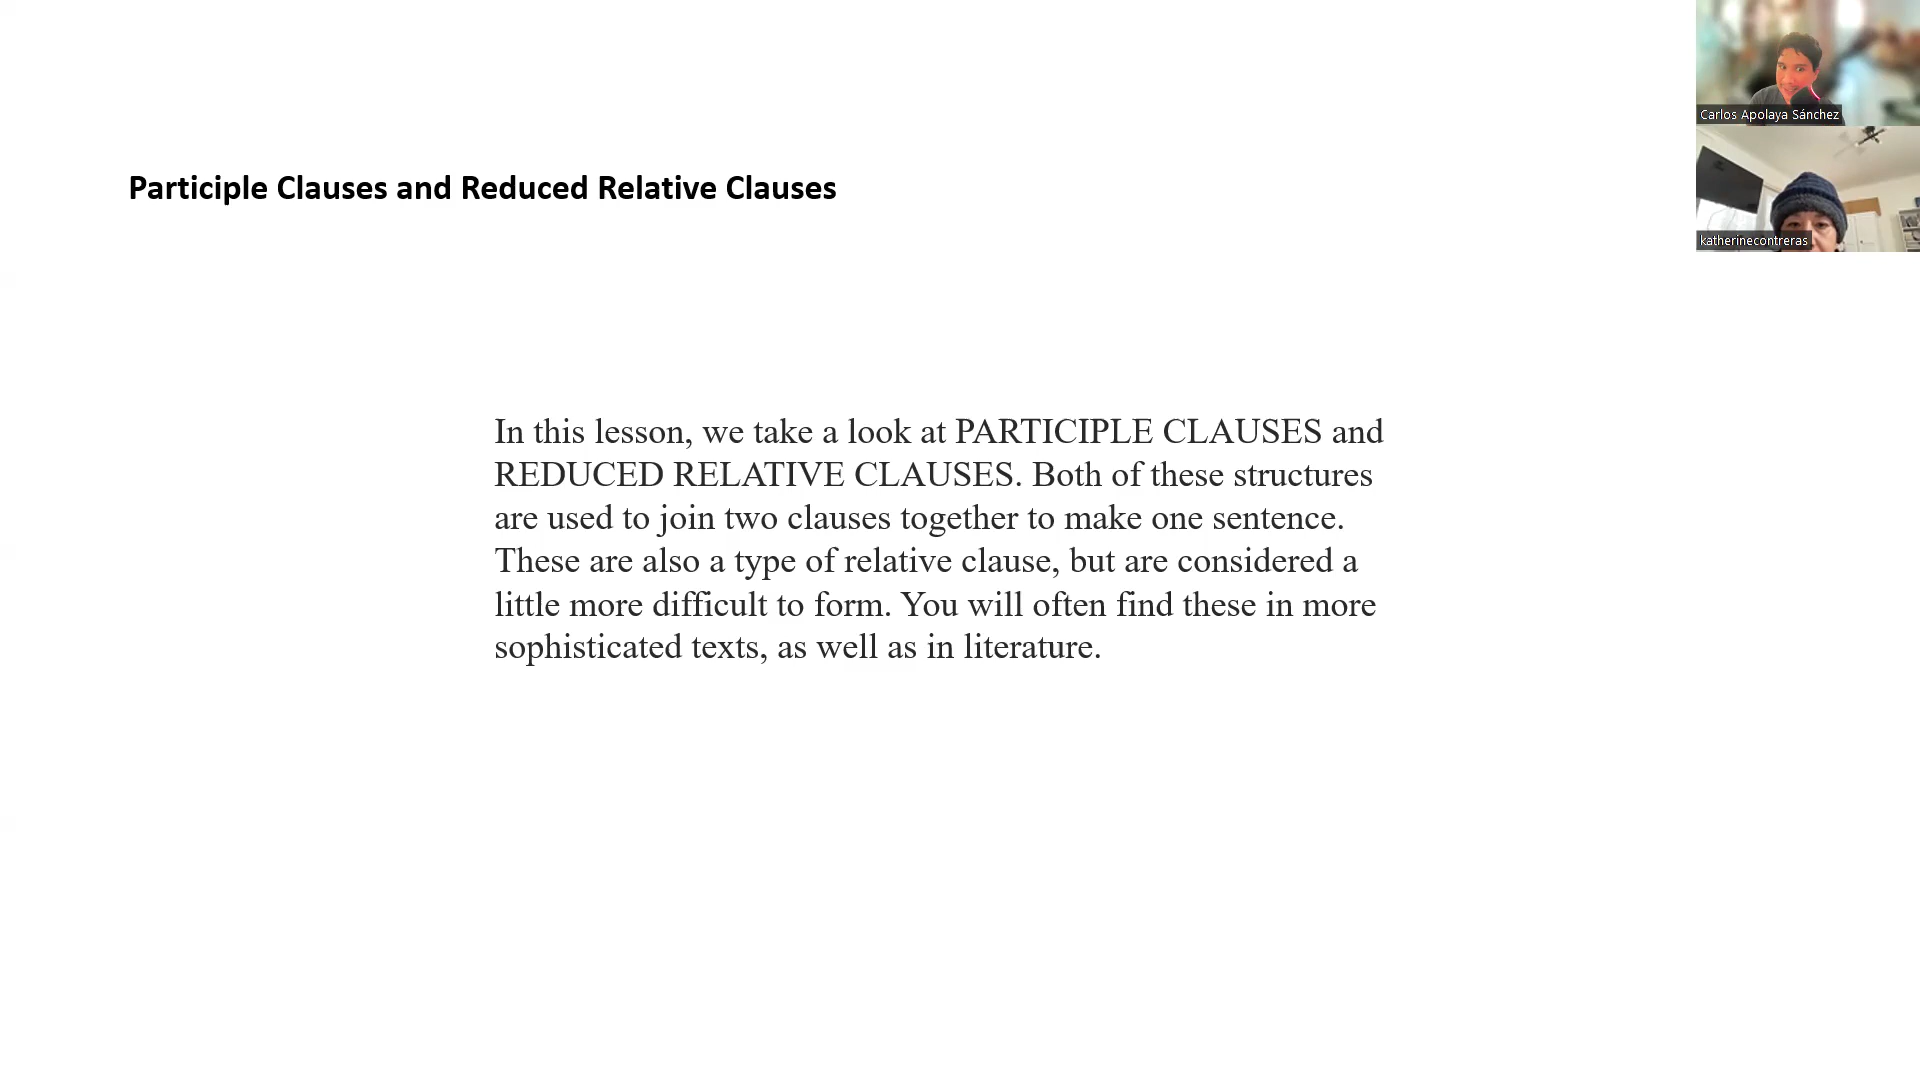 Carlos Apolaya Sánchez
katherinecontreras
Participle Clauses and Reduced Relative Clauses
In this lesson, we take a look at PARTICIPLE CLAUSES and
REDUCED RELATIVE CLAUSES. Both of these structures
are used to join two clauses together to make one sentence.
These are also a type of relative clause, but are considered a
little more difficult to form. You will often find these in more
sophisticated texts, as well as in literature.